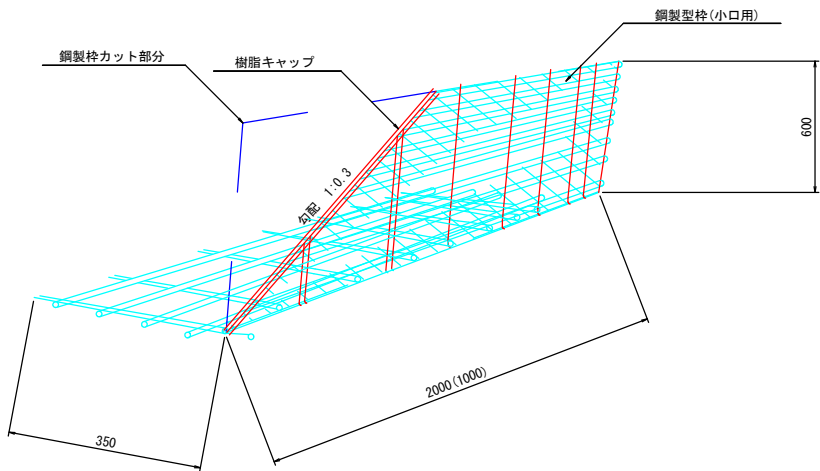 鋼製型枠(小口用)
鋼製枠カット部分
樹脂キャップ
600
勾配 1:0.3
2000(1000)
350